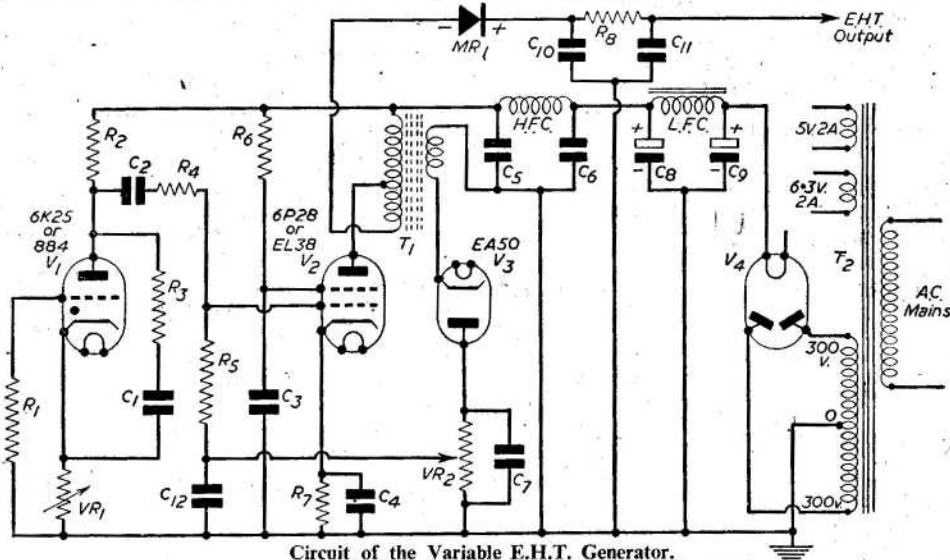 MR1
- +
R8
C10
C11
E.H.T.
Output
R2
R6
H.F.C.
L.F.C.
C2
R4
C5
C6
+
+
C8
C9
-
-
5V.2A
6·3V.
2A.
6K25
or
884
V1
6P28
or
EL38
V2
T1
EA50
V3
V4
T2
A.C.
Mains
R3
R1
R5
C1
C3
300
V.
0
300v.
VR1
C12
R7
C4
VR2
C7
Circuit of the Variable E.H.T. Generator.